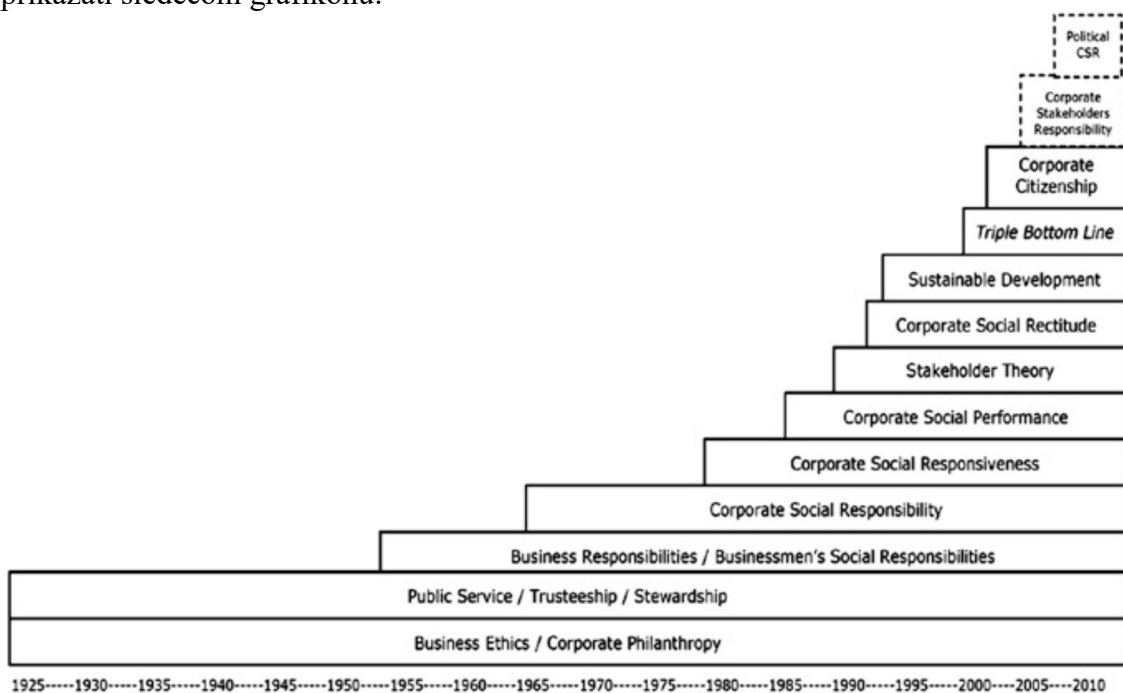 prikazati sledećom grafikonu.
Political
CSR
Corporate
Stakeholders
Responsibility
Corporate
Citizenship
Triple Bottom Line
Sustainable Development
Corporate Social Rectitude
Stakeholder Theory
Corporate Social Performance
Corporate Social Responsiveness
Corporate Social Responsibility
Business Responsibilities / Businessmen's Social Responsibilities
Public Service / Trusteeship / Stewardship
Business Ethics / Corporate Philanthropy
1925-----1930-----1935-----1940-----1950-----1955-----1960-----1965-----1970-----1975-----1980-----1985-----1990-----1995-----2000----2005----2010